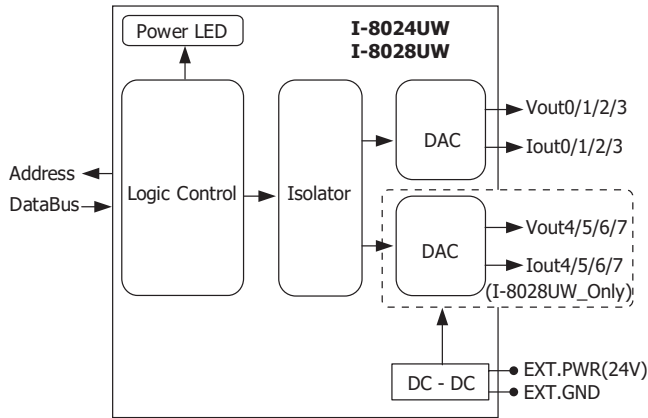 Power LED
I-8024UW
I-8028UW
Vout0/1/2/3
DAC
Iout0/1/2/3
Address
DataBus
Logic Control
Isolator
Vout4/5/6/7
DAC
Iout4/5/6/7
(I-8028UW_Only)
EXT.PWR(24V)
DC - DC
EXT.GND